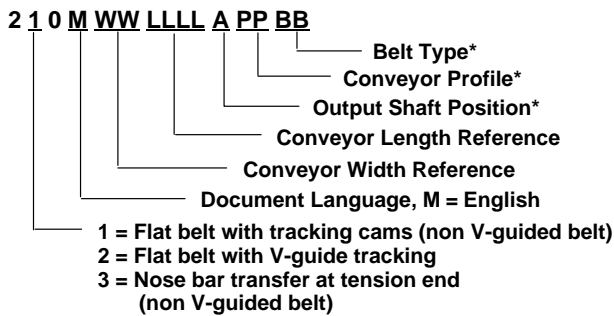 2 1 0 M WW LLLL A PP BB
Belt Type*
Conveyor Profile*
Output Shaft Position*
Conveyor Length Reference
Conveyor Width Reference
Document Language, M = English
1 = Flat belt with tracking cams (non V-guided belt)
2 = Flat belt with V-guide tracking
3 = Nose bar transfer at tension end
(non V-guided belt)